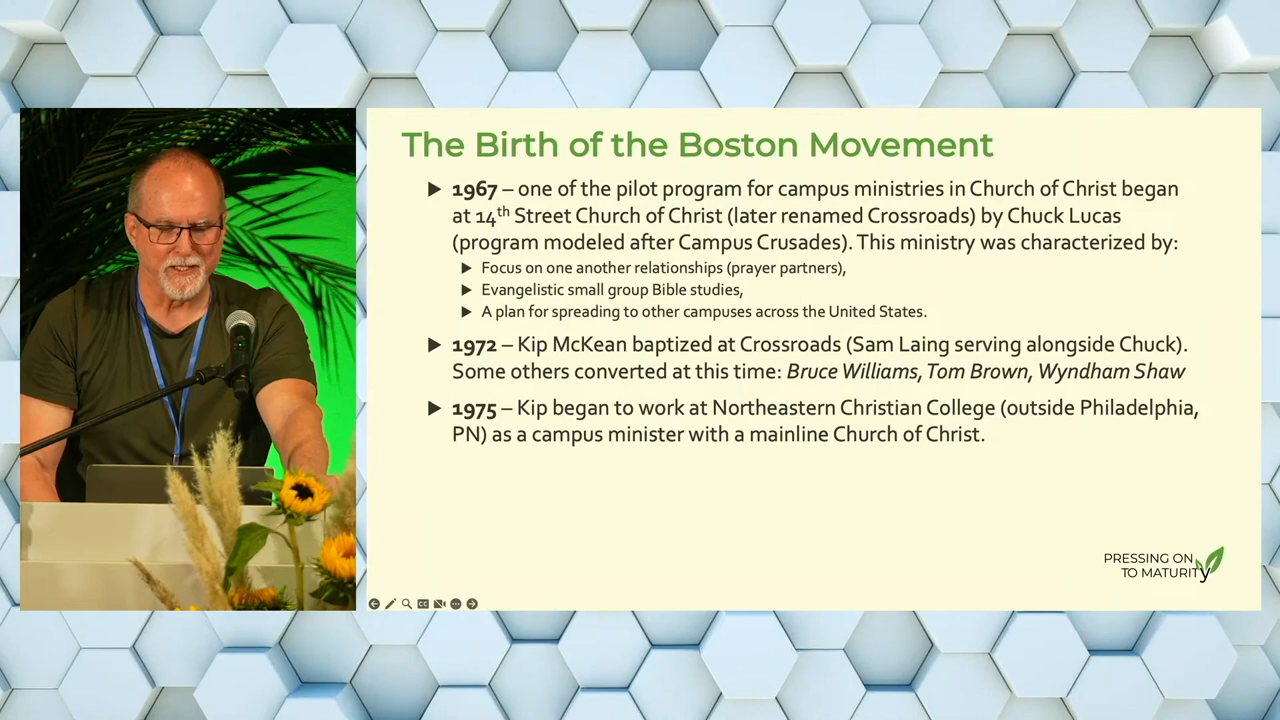 The Birth of the Boston Movement
1967 – one of the pilot program for campus ministries in Church of Christ began
at 14th Street Church of Christ (later renamed Crossroads) by Chuck Lucas
(program modeled after Campus Crusades). This ministry was characterized by:
Focus on one another relationships (prayer partners),
Evangelistic small group Bible studies,
A plan for spreading to other campuses across the United States.
1972 – Kip McKean baptized at Crossroads (Sam Laing serving alongside Chuck).
Some others converted at this time: Bruce Williams, Tom Brown, Wyndham Shaw
1975 – Kip began to work at Northeastern Christian College (outside Philadelphia,
PN) as a campus minister with a mainline Church of Christ.
PRESSING ON
TO MATURITy